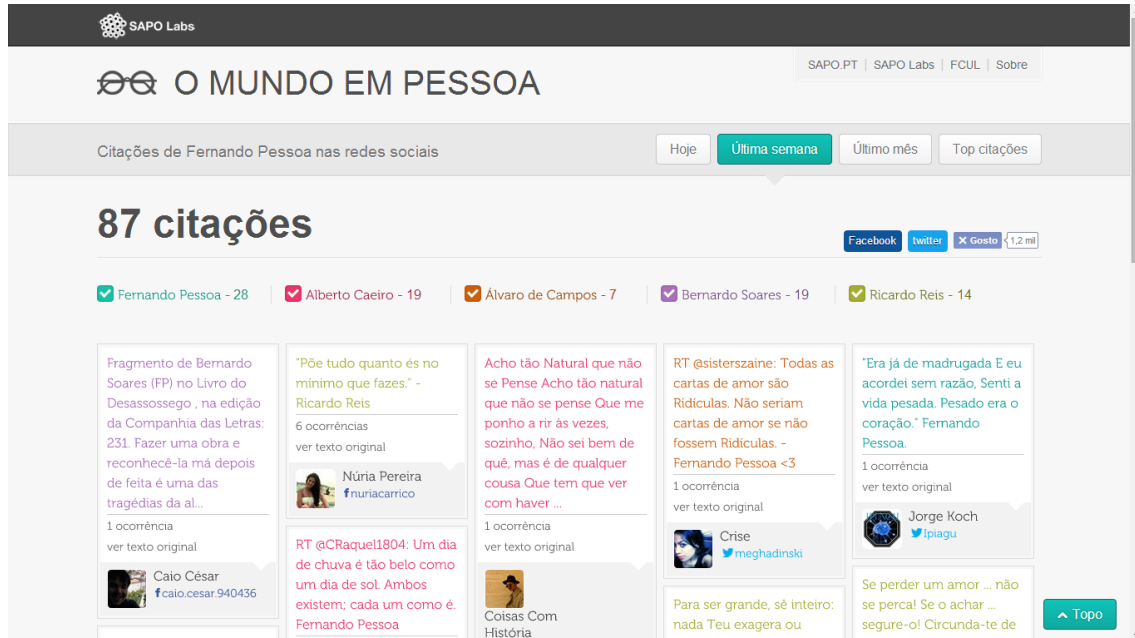 SAPO Labs
O MUNDO EM PESSOA
SAPO.PT | SAPO Labs | FCUL | Sobre
Citações de Fernando Pessoa nas redes sociais
Hoje
Última semana
Último mês
Top citações
87 citações
Facebook
twitter
Gosto
1,2 mil
Fernando Pessoa - 28
Alberto Caeiro - 19
Álvaro de Campos - 7
Bernardo Soares - 19
Ricardo Reis - 14
Fragmento de Bernardo
Soares (FP) no Livro do
Desassossego , na edição
da Companhia das Letras:
231. Fazer uma obra e
reconhecê-la má depois
de feita é uma das
tragédias da al...
1 ocorrência
ver texto original
Caio César
caio.cesar.940436
"Põe tudo quanto és no
mínimo que fazes." -
Ricardo Reis
6 ocorrências
ver texto original
Núria Pereira
nuriacarrico
RT @CRaquel1804: Um dia
de chuva é tão belo como
um dia de sol. Ambos
existem; cada um como é.
Fernando Pessoa
Acho tão Natural que não
se Pense Acho tão natural
que não se pense Que me
ponho a rir às vezes,
sozinho, Não sei bem de
quê, mas é de qualquer
cousa Que tem que ver
com haver ...
1 ocorrência
ver texto original
Coisas Com
História
RT @sisterszaine: Todas as
cartas de amor são
Ridiculas. Não seriam
cartas de amor se não
fossem Ridículas. -
Fernando Pessoa <3
1 ocorrência
ver texto original
Crise
meghadinski
Para ser grande, sê inteiro:
nada Teu exagera ou
"Era já de madrugada E eu
acordei sem razão, Senti a
vida pesada. Pesado era o
coração." Fernando
Pessoa.
1 ocorrência
ver texto original
Jorge Koch
Ipiagu
Se perder um amor ... não
se perca! Se o achar ...
segure-o! Circunda-te de
Topo